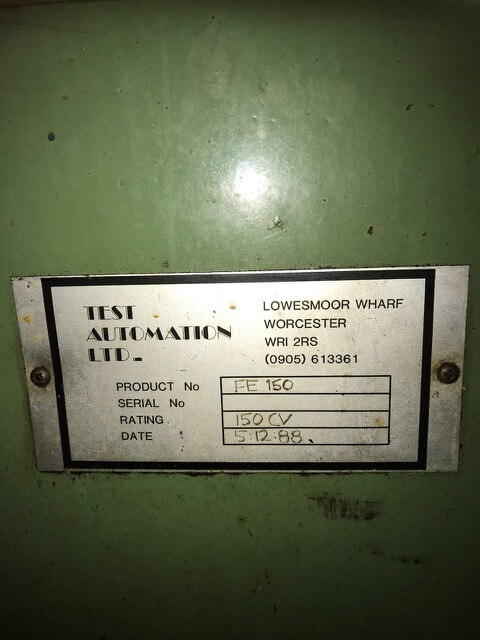 TEST
AUTOMATION
LTD.
LOWESMOOR WHARF
WORCESTER
WR1 2RS
(0905) 613361
PRODUCT No FE 150
SERIAL No
RATING. 150 CV
DATE 5.12.88.